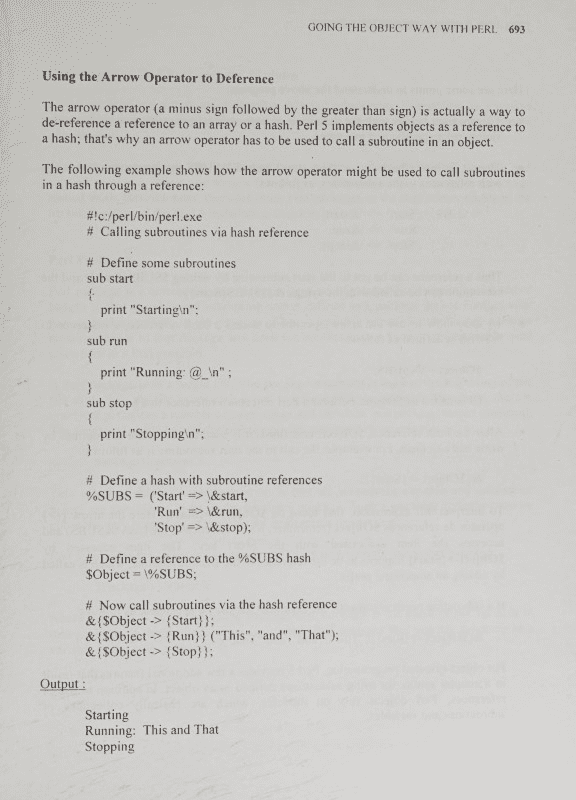 GOING THE OBJECT WAY WITH PERL 693
Using the Arrow Operator to Deference
The arrow operator (a minus sign followed by the greater than sign) is actually a way to
de-reference a reference to an array or a hash. Perl 5 implements objects as a reference to
a hash; that's why an arrow operator has to be used to call a subroutine in an object.
The following example shows how the arrow operator might be used to call subroutines
in a hash through a reference:
#!c:/perl/bin/perl.exe
# Calling subroutines via hash reference
# Define some subroutines
sub start
{
print "Starting\n";
}
sub run
{
print "Running: @_\n" ;
}
sub stop
{
print "Stopping\n";
}
# Define a hash with subroutine references
%SUBS = ('Start' => \&start,
'Run' => \&run,
'Stop' => \&stop);
# Define a reference to the %SUBS hash
$Object = \%SUBS;
# Now call subroutines via the hash reference
&{$Object -> {Start}};
&{$Object -> {Run}} ("This", "and", "That");
&{$Object -> {Stop}};
Output :
Starting
Running: This and That
Stopping